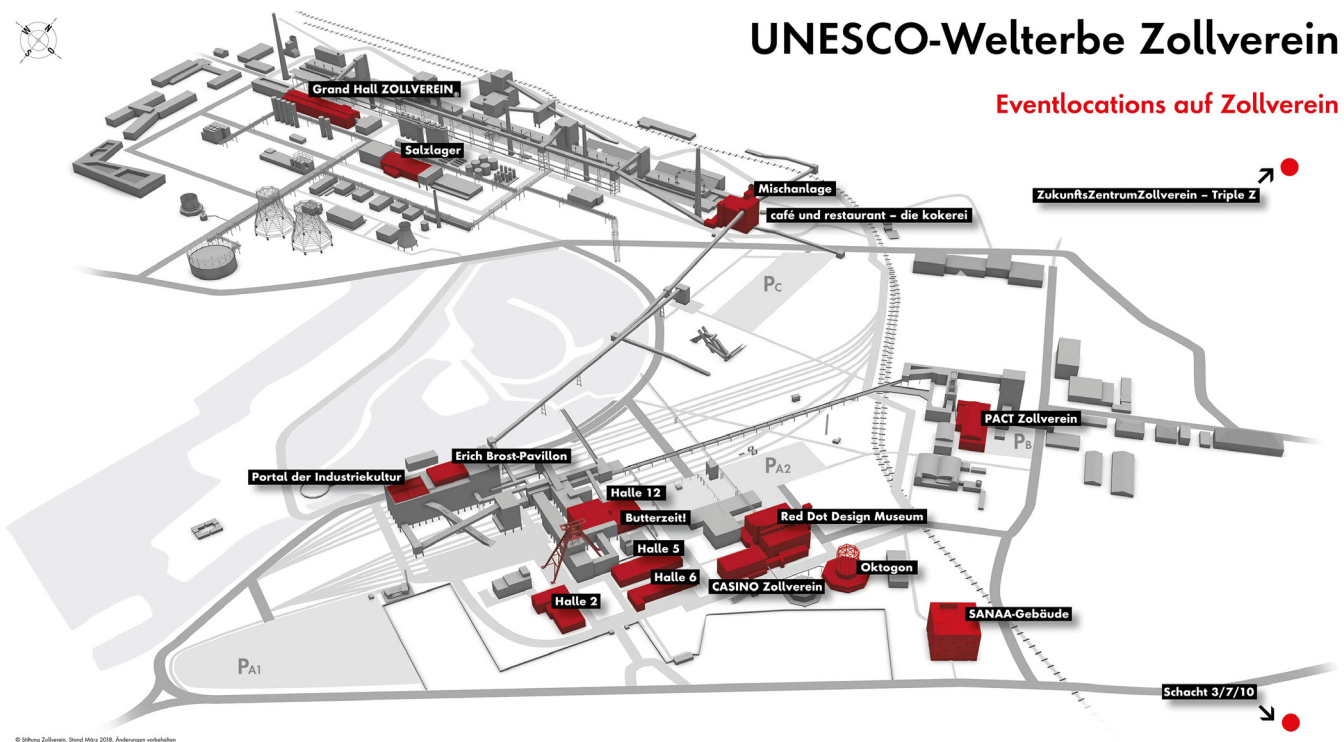 UNESCO-Welterbe Zollverein
Eventlocations auf Zollverein
N
W
S
O
Grand Hall ZOLLVEREIN®
Salzlager
Mischanlage
café und restaurant – die kokerei
ZukunftsZentrumZollverein – Triple Z
PC
PACT Zollverein
PB
Erich Brost-Pavillon
Portal der Industriekultur
PA2
Halle 12
Butterzeit!
Red Dot Design Museum
Halle 5
Halle 6
CASINO Zollverein
Oktogon
Halle 2
SANAA-Gebäude
PA1
Schacht 3/7/10
© Stiftung Zollverein, Stand März 2018, Änderungen vorbehalten